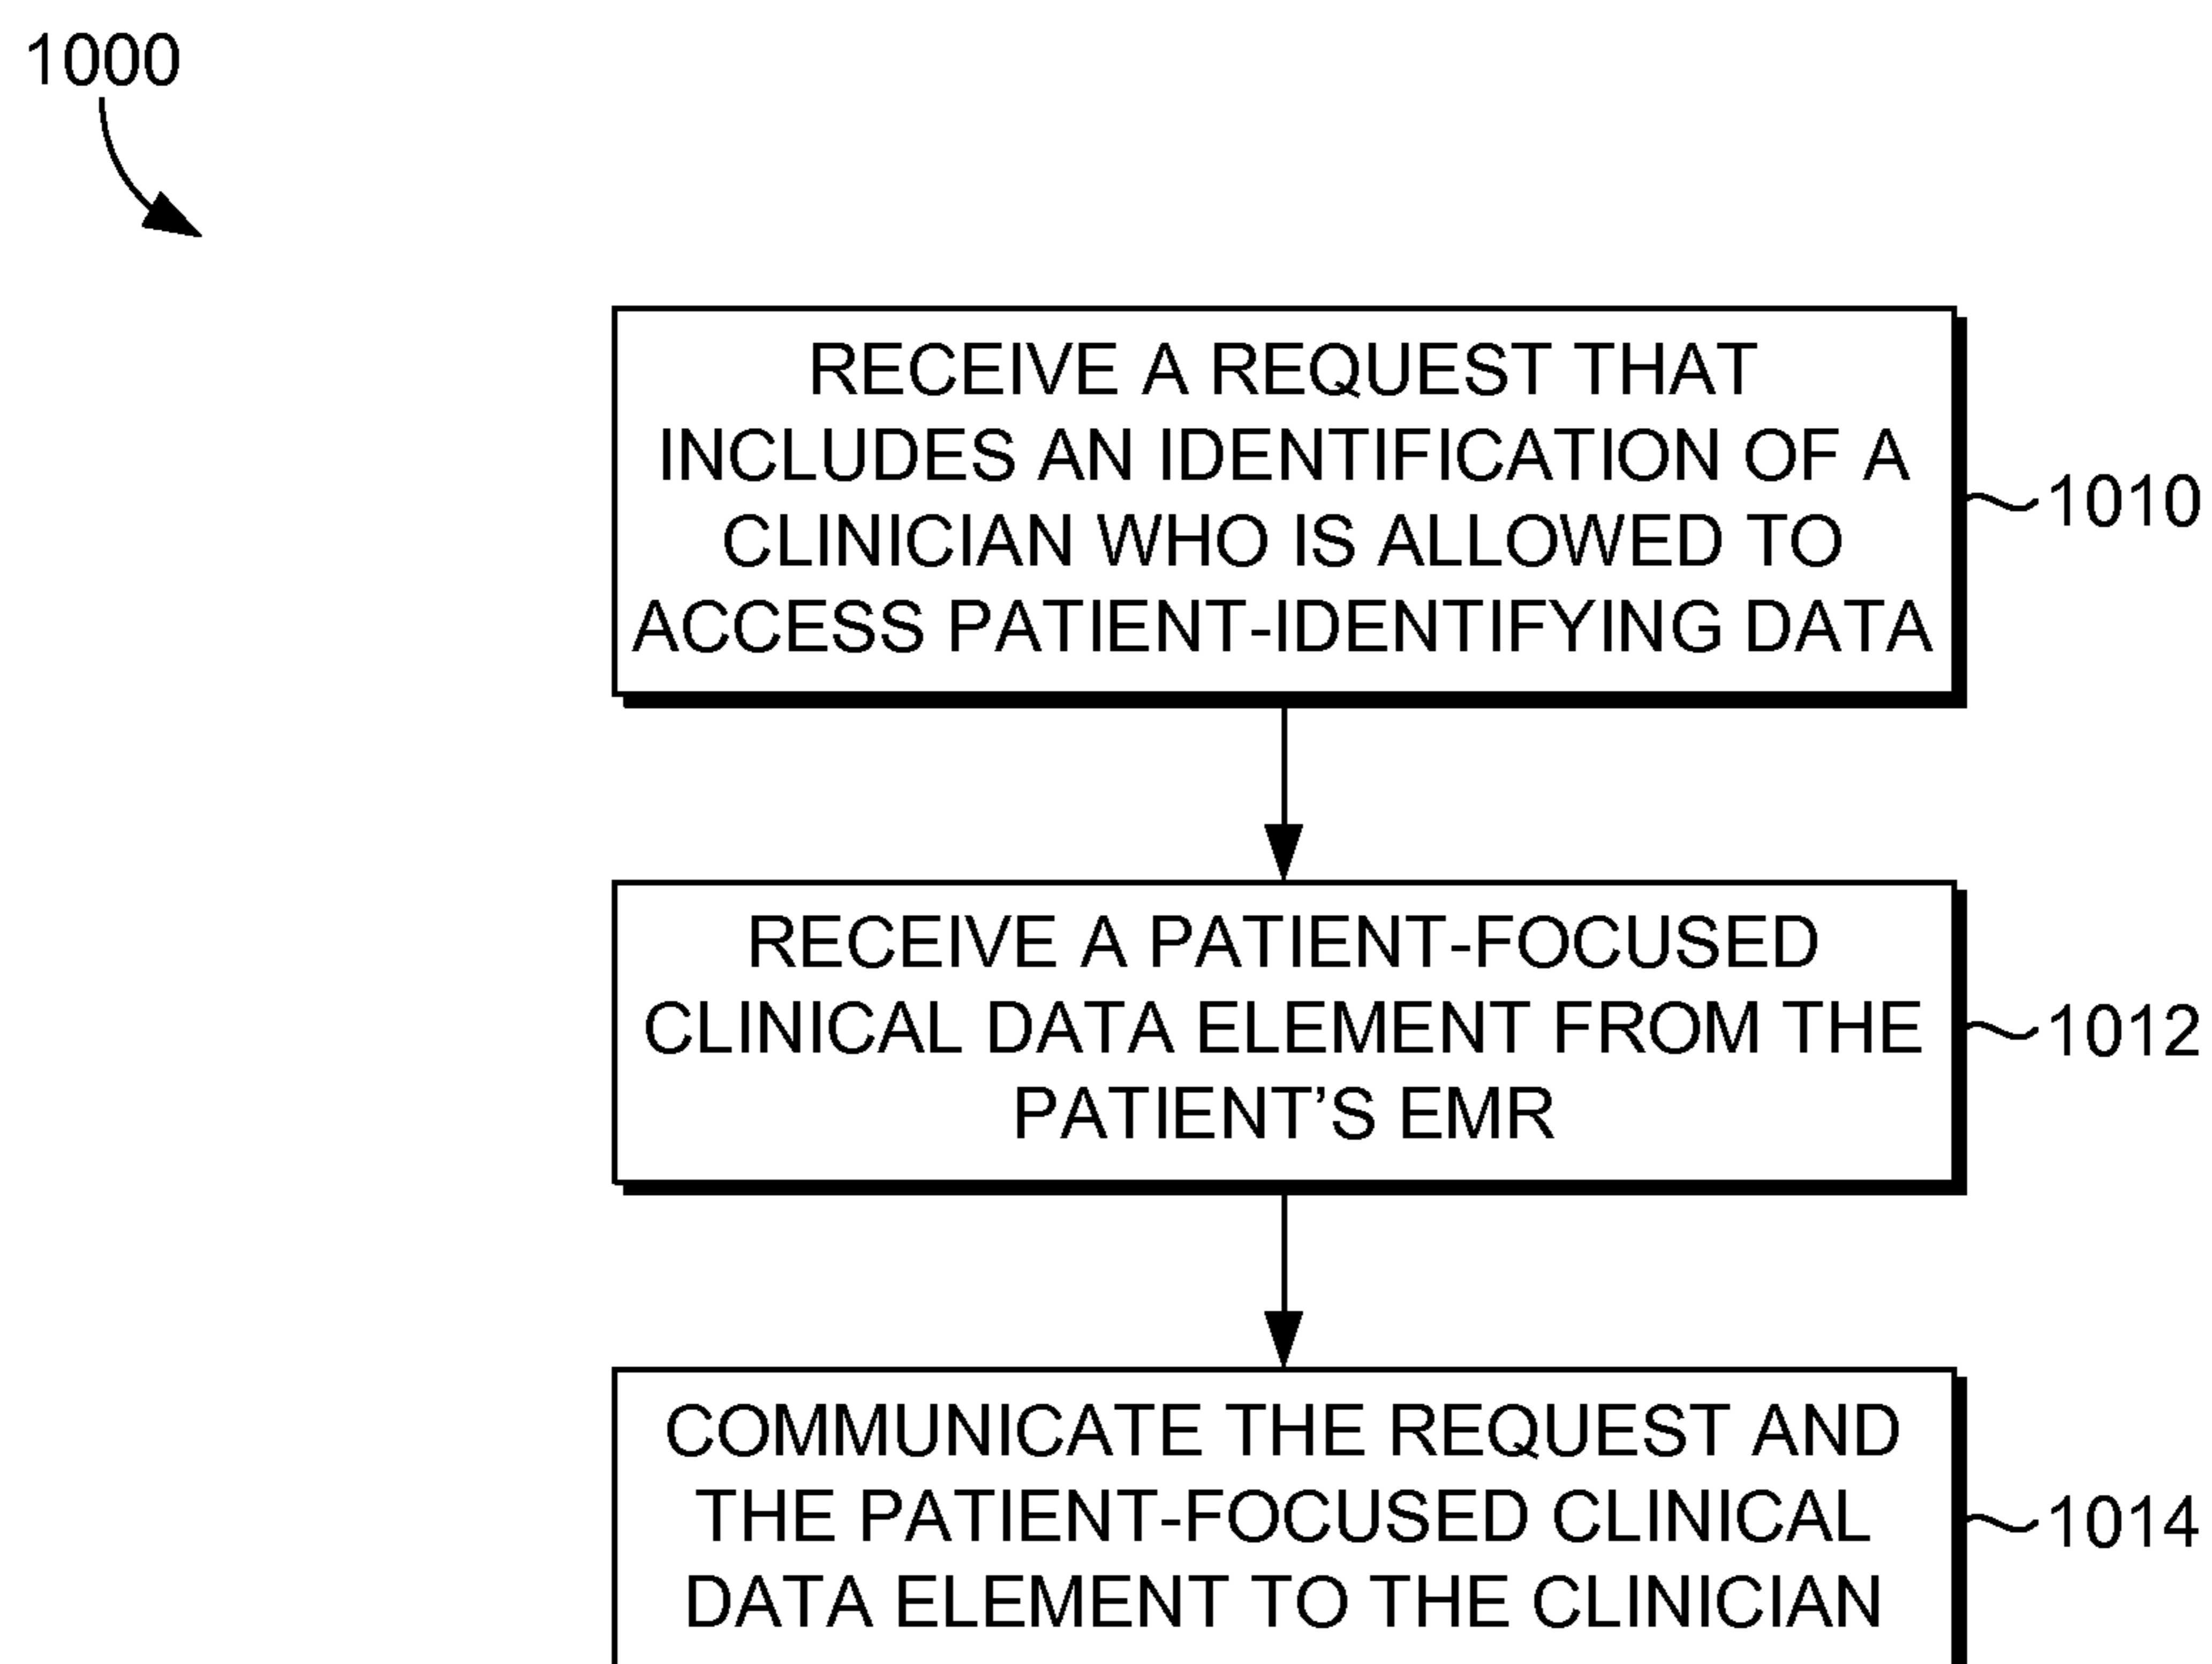 1000
RECEIVE A REQUEST THAT
INCLUDES AN IDENTIFICATION OF A
CLINICIAN WHO IS ALLOWED TO
ACCESS PATIENT-IDENTIFYING DATA
1010
RECEIVE A PATIENT-FOCUSED
CLINICAL DATA ELEMENT FROM THE
PATIENT’S EMR
1012
COMMUNICATE THE REQUEST AND
THE PATIENT-FOCUSED CLINICAL
DATA ELEMENT TO THE CLINICIAN
1014